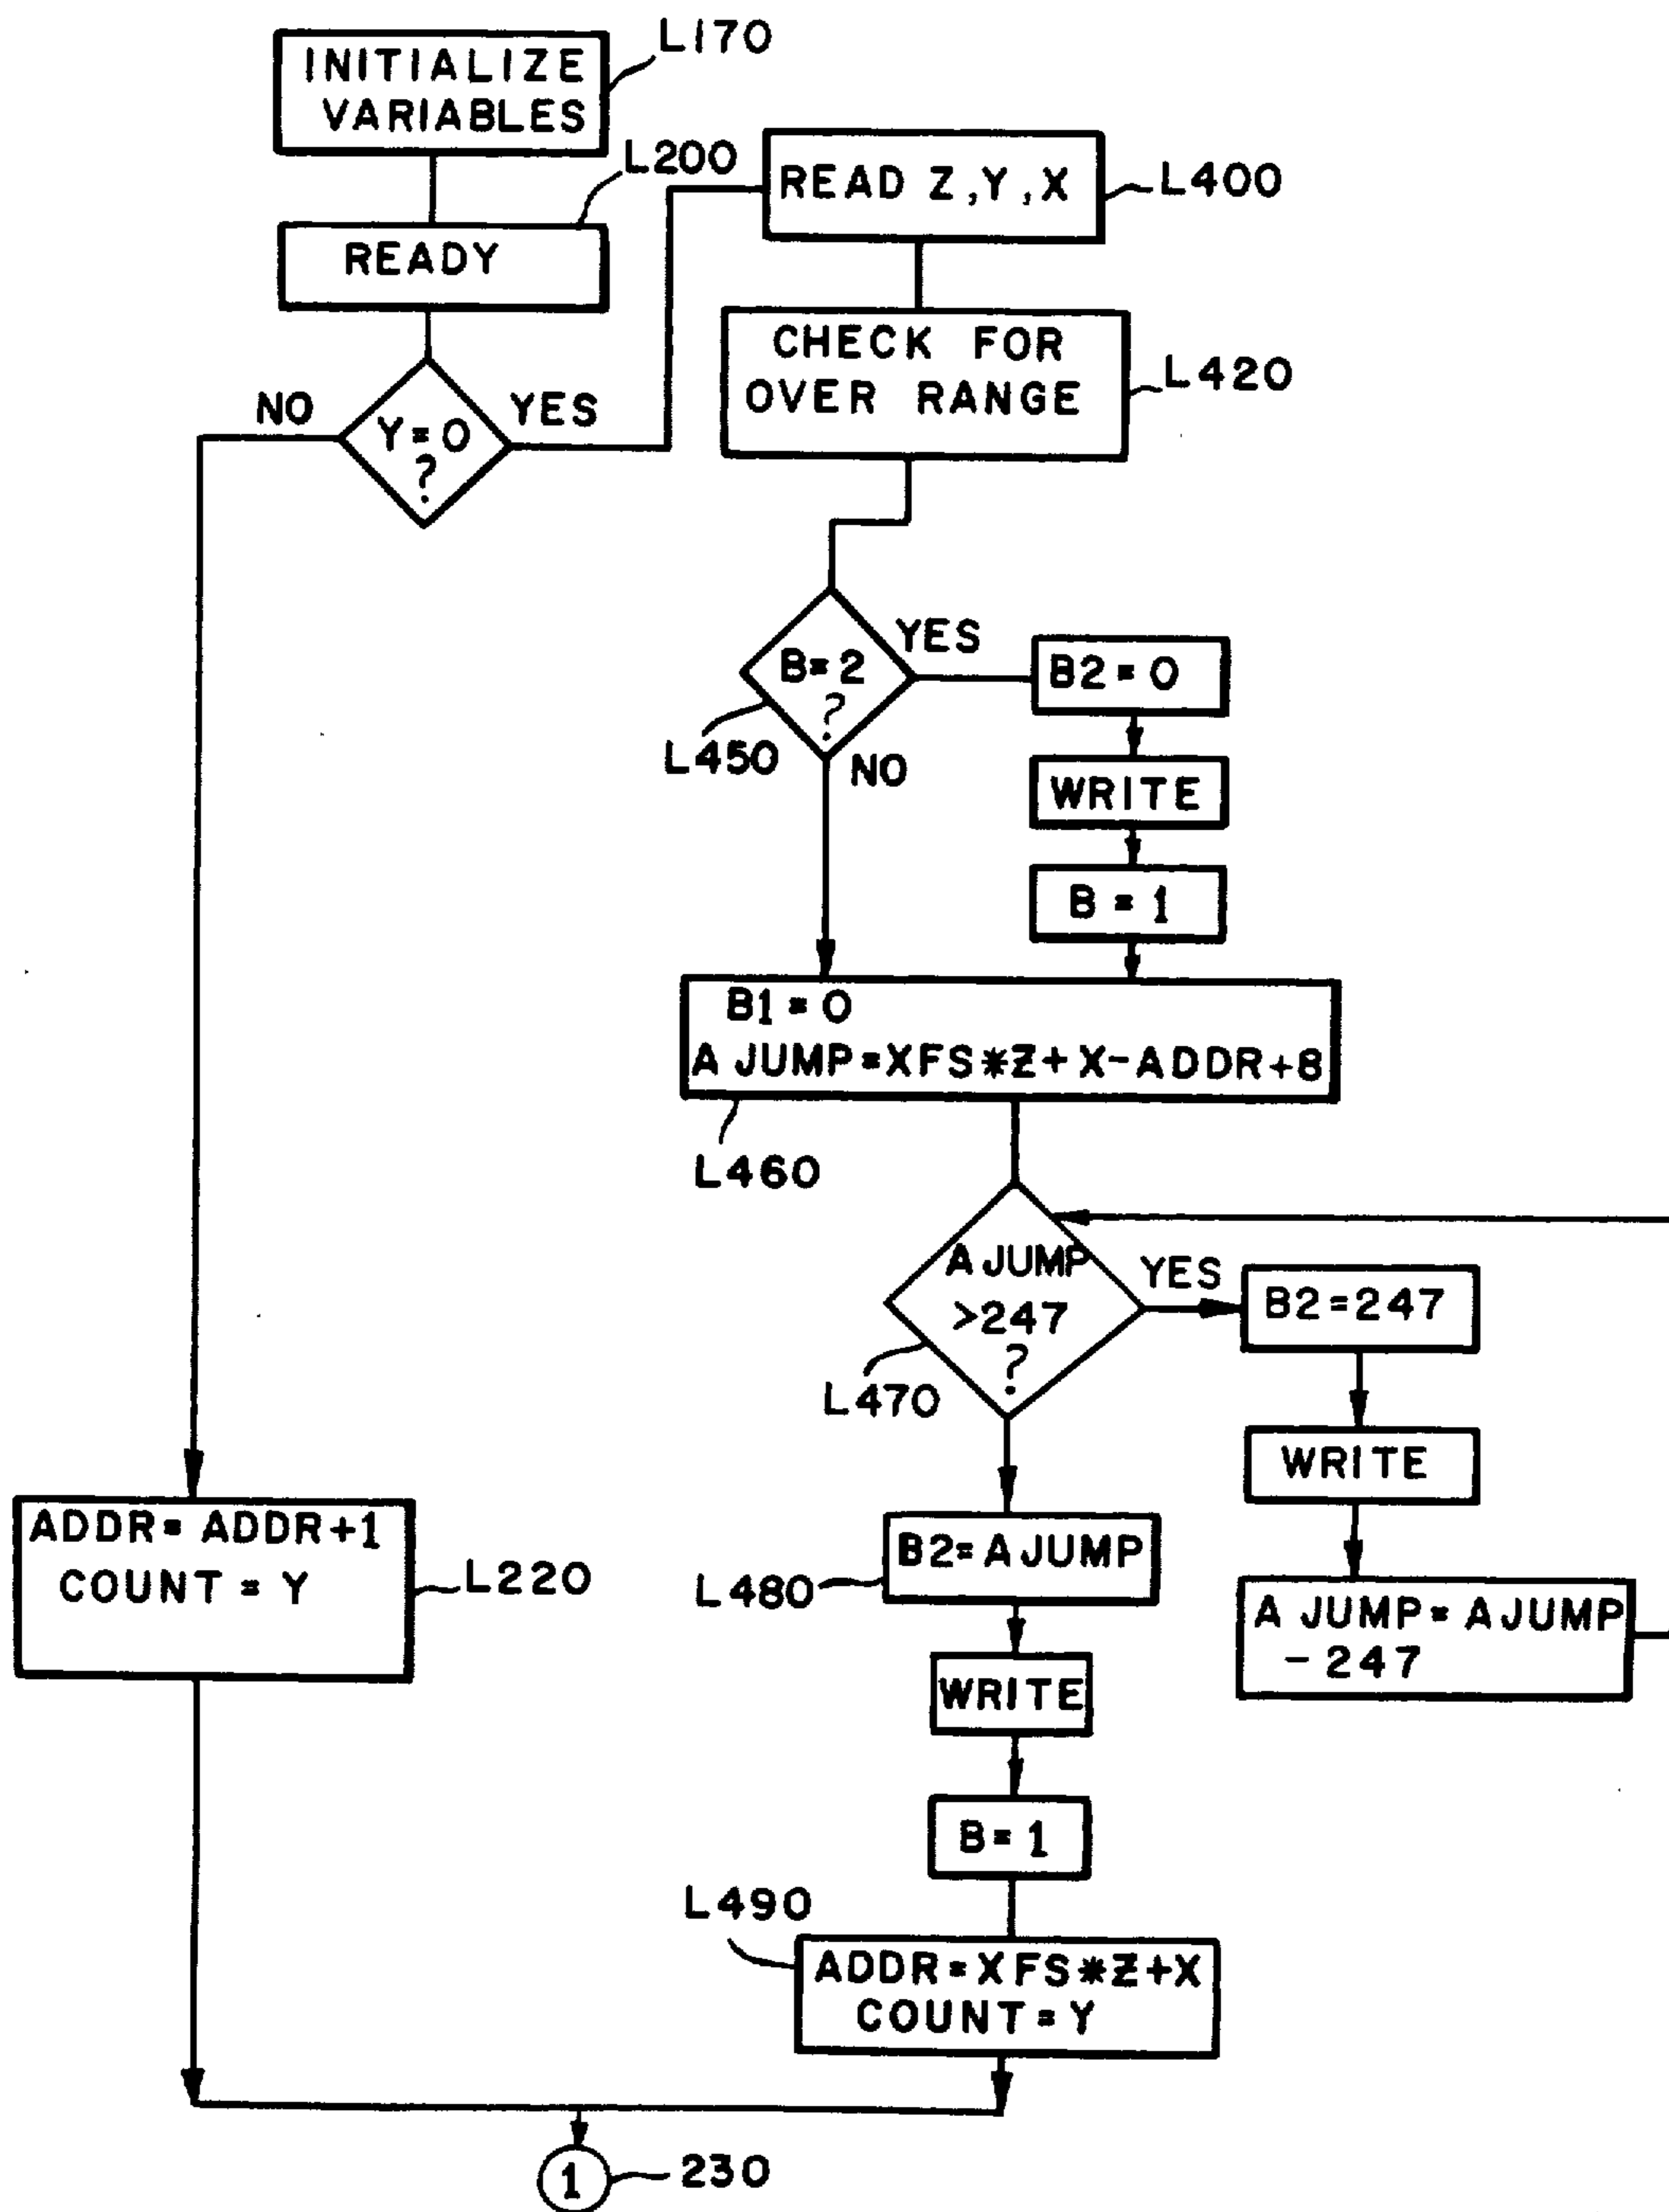 INITIALIZE
VARIABLES
L170
L200
READY
READ Z,Y,X
L400
CHECK FOR
OVER RANGE
L420
NO
Y=0
?
YES
B=2
?
YES
L450
NO
B2=0
WRITE
B=1
B1=0
A JUMP=XFS*Z+X-ADDR+8
L460
A JUMP
>247
?
YES
L470
B2=247
WRITE
A JUMP=AJUMP
-247
ADDR=ADDR+1
COUNT=Y
L220
B2=AJUMP
L480
WRITE
B=1
L490
ADDR=XFS*Z+X
COUNT=Y
1
230